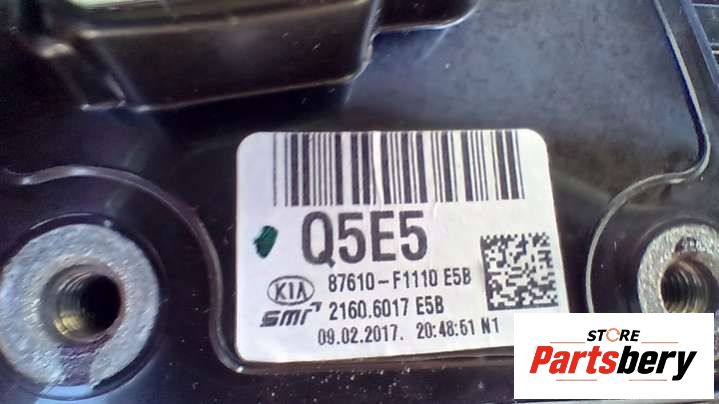 Q5E5
KIA 87610-F1110 E5B
SMR 2160.6017 E5B
09.02.2017. 20:48:51 N1
STORE
Partsbery